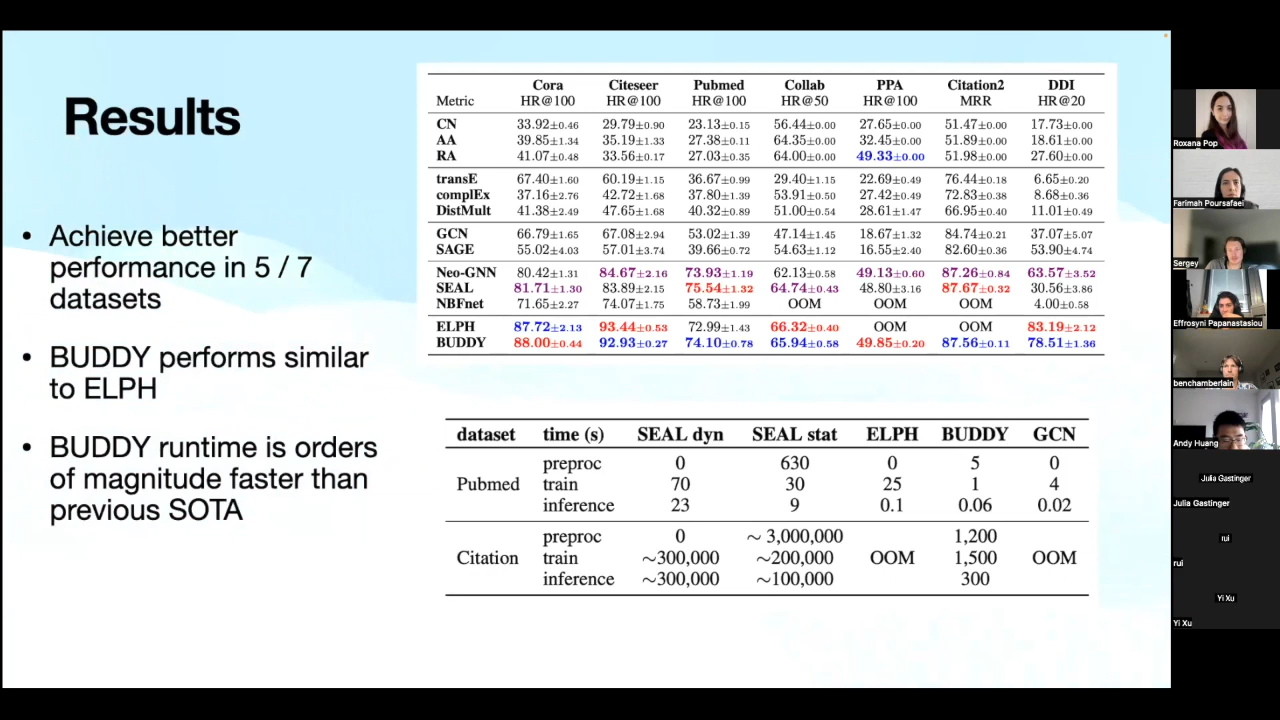 Results
• Achieve better
performance in 5 / 7
datasets
• BUDDY performs similar
to ELPH
• BUDDY runtime is orders
of magnitude faster than
previous SOTA
Cora Citeseer Pubmed Collab PPA Citation2 DDI
Metric HR@100 HR@100 HR@100 HR@50 HR@100 MRR HR@20
CN 33.92±0.46 29.79±0.90 23.13±0.15 56.44±0.00 27.65±0.00 51.47±0.00 17.73±0.00
AA 39.85±1.34 35.19±1.33 27.38±0.11 64.35±0.00 32.45±0.00 51.89±0.00 18.61±0.00
RA 41.07±0.48 33.56±0.17 27.03±0.35 64.00±0.00 49.33±0.00 51.98±0.00 27.60±0.00
transE 67.40±1.60 60.19±1.15 36.67±0.99 29.40±1.15 22.69±0.49 76.44±0.18 6.65±0.20
complEx 37.16±2.76 42.72±1.68 37.80±1.39 53.91±0.50 27.42±0.49 72.83±0.38 8.68±0.36
DistMult 41.38±2.49 47.65±1.68 40.32±0.89 51.00±0.54 28.61±1.47 66.95±0.40 11.01±0.49
GCN 66.79±1.65 67.08±2.94 53.02±1.39 47.14±1.45 18.67±1.32 84.74±0.21 37.07±5.07
SAGE 55.02±4.03 57.01±3.74 39.66±0.72 54.63±1.12 16.55±2.40 82.60±0.36 53.90±4.74
Neo-GNN 80.42±1.31 84.67±2.16 73.93±1.19 62.13±0.58 49.13±0.60 87.26±0.84 63.57±3.52
SEAL 81.71±1.30 83.89±2.15 75.54±1.32 64.74±0.43 48.80±3.16 87.67±0.32 30.56±3.86
NBFnet 71.65±2.27 74.07±1.75 58.73±1.99 OOM OOM OOM 4.00±0.58
ELPH 87.72±2.13 93.44±0.53 72.99±1.43 66.32±0.40 OOM OOM 83.19±2.12
BUDDY 88.00±0.44 92.93±0.27 74.10±0.78 65.94±0.58 49.85±0.20 87.56±0.11 78.51±1.36
dataset time (s) SEAL dyn SEAL stat ELPH BUDDY GCN
preproc 0 630 0 5 0
Pubmed train 70 30 25 1 4
inference 23 9 0.1 0.06 0.02
preproc 0 ~ 3,000,000 1,200
Citation train ~300,000 ~200,000 OOM 1,500 OOM
inference ~300,000 ~100,000 300
Roxana Pop
Farimah Poursafaei
Sergey
Effrosyni Papanastasiou
benchamberlain
Andy Huang
Julia Gastinger
Julia Gastinger
rui
rui
Yi Xu
Yi Xu